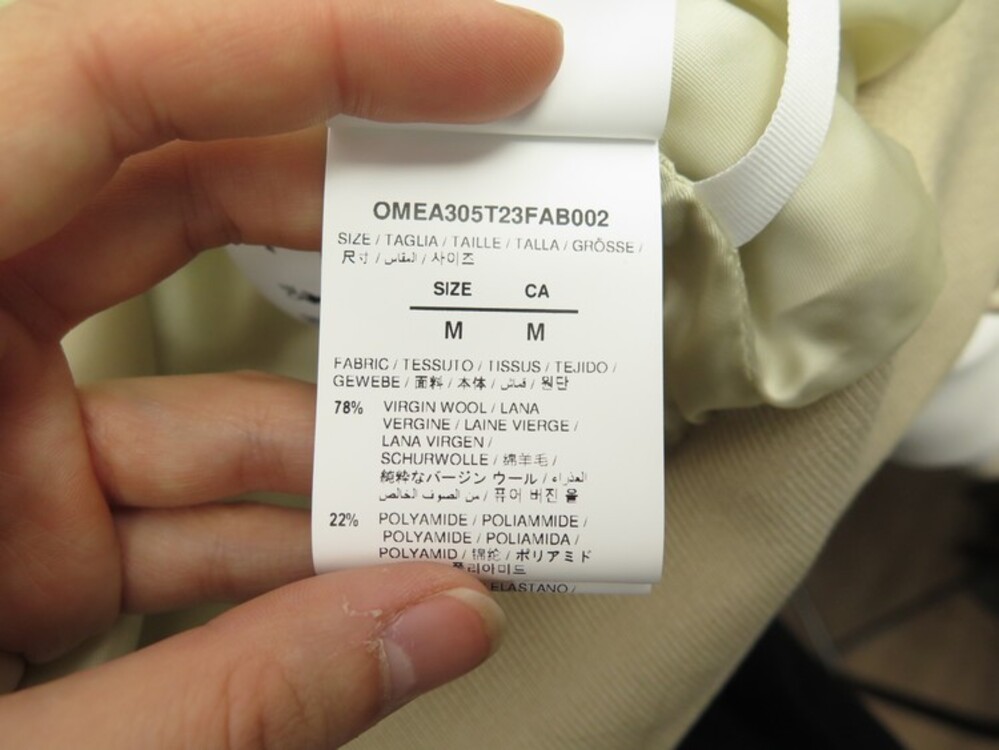 OMEA305T23FAB002
SIZE / TAGLIA / TAILLE / TALLA / GRÖSSE /
尺寸 / المقاس / 사이즈
SIZE CA
M M
FABRIC / TESSUTO / TISSUS / TEJIDO /
GEWEBE / 面料 / 本体 / قماش / 원단
78% VIRGIN WOOL / LANA
VERGINE / LAINE VIERGE /
LANA VIRGEN /
SCHURWOLLE / 绵羊毛 /
純粋なバージン ウール / العذراء
من الصوف الخالص / 퓨어 버진 울
22% POLYAMIDE / POLIAMMIDE /
POLYAMIDE / POLIAMIDA /
POLYAMID / 锦纶 / ポリアミド
폴리아미드
ELASTANO /